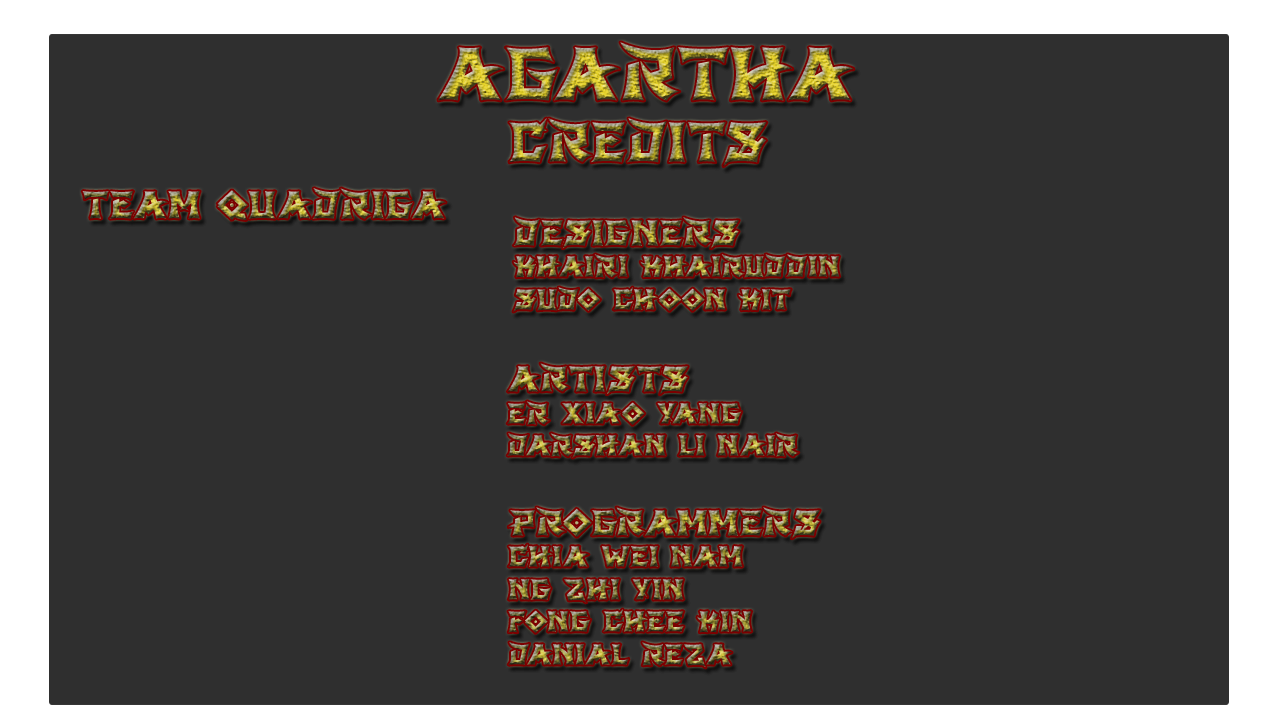 AGARTHA
CREDITS
TEAM QUADRIGA
DESIGNERS
KHAIRI KHAIRUDDIN
SUDO CHOON KIT
ARTISTS
ER XIAO YANG
DARSHAN LI NAIR
PROGRAMMERS
CHIA WEI NAM
NG ZHI YIN
FONG CHEE KIN
DANIAL REZA